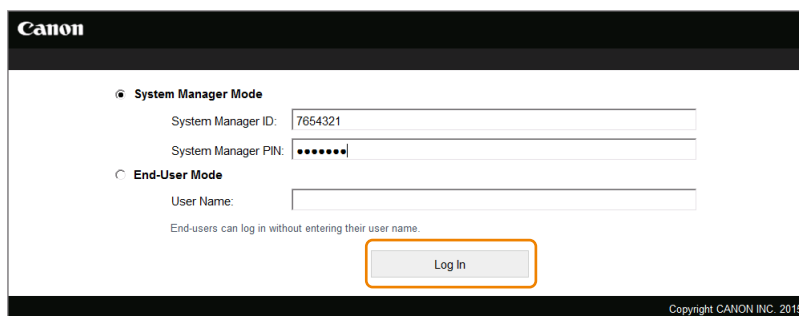 Canon
System Manager Mode
System Manager ID: 7654321
System Manager PIN: •••••••
End-User Mode
User Name:
End-users can log in without entering their user name.
Log In
Copyright CANON INC. 2015